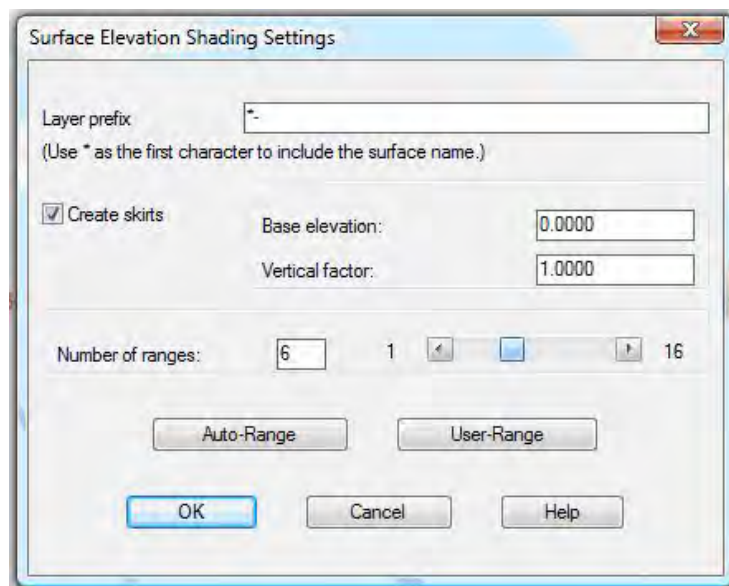 Surface Elevation Shading Settings
Layer prefix *-
(Use * as the first character to include the surface name.)
Create skirts
Base elevation: 0.0000
Vertical factor: 1.0000
Number of ranges: 6 1 16
Auto-Range User-Range
OK Cancel Help